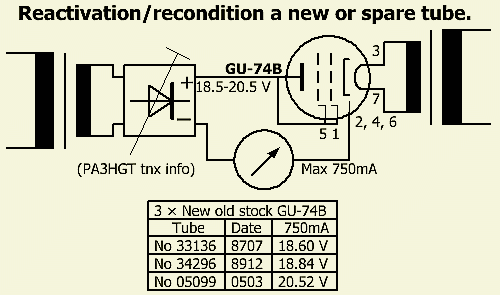 Reactivation/recondition a new or spare tube.
GU-74B
+ 18.5-20.5 V
−
3
7
2, 4, 6
5 1
(PA3HGT tnx info)
Max 750mA
3 × New old stock GU-74B
Tube Date 750mA
No 33136 8707 18.60 V
No 34296 8912 18.84 V
No 05099 0503 20.52 V